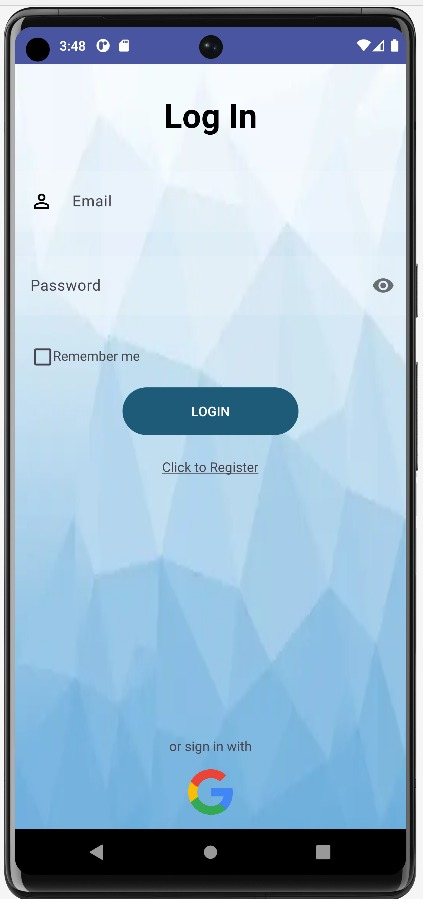 3:48
Log In
Email
Password
Remember me
LOGIN
Click to Register
or sign in with
G